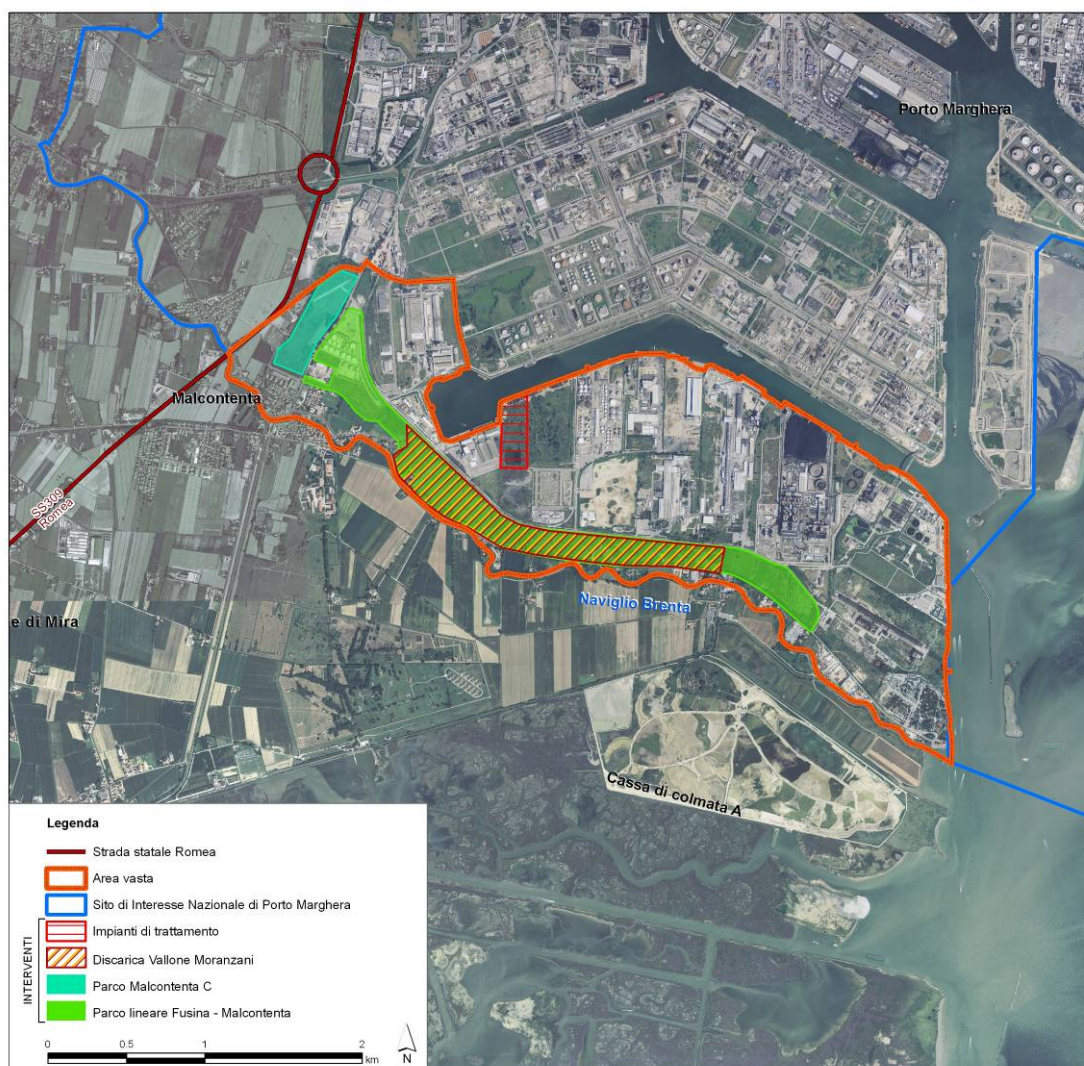 Porto Marghera
Malcontenta
SS309
Romea
Naviglio Brenta
e di Mira
Cassa di colmata A
Legenda
Strada statale Romea
Area vasta
Sito di Interesse Nazionale di Porto Marghera
INTERVENTI
Impianti di trattamento
Discarica Vallone Moranzani
Parco Malcontenta C
Parco lineare Fusina - Malcontenta
0 0.5 1 2
km
N